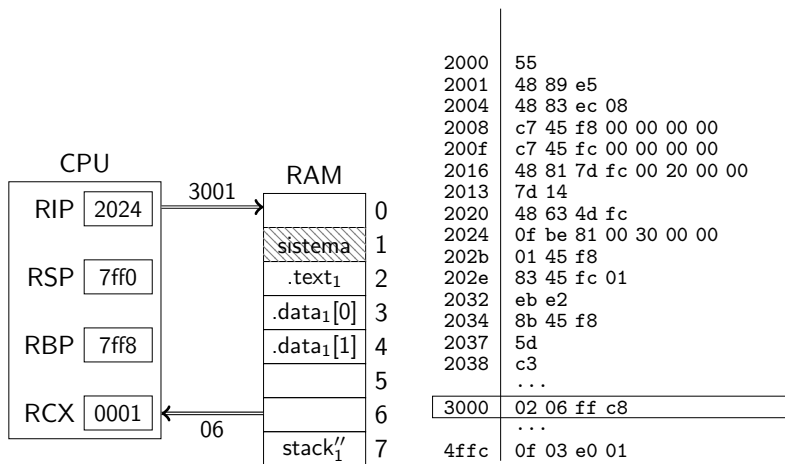 CPU
RIP 2024
RSP 7ff0
RBP 7ff8
RCX 0001
3001
06
RAM
0
sistema 1
.text₁ 2
.data₁[0] 3
.data₁[1] 4
5
6
stack₁′′ 7
2000 55
2001 48 89 e5
2004 48 83 ec 08
2008 c7 45 f8 00 00 00 00
200f c7 45 fc 00 00 00 00
2016 48 81 7d fc 00 20 00 00
2013 7d 14
2020 48 63 4d fc
2024 0f be 81 00 30 00 00
202b 01 45 f8
202e 83 45 fc 01
2032 eb e2
2034 8b 45 f8
2037 5d
2038 c3
...
3000 02 06 ff c8
...
4ffc 0f 03 e0 01